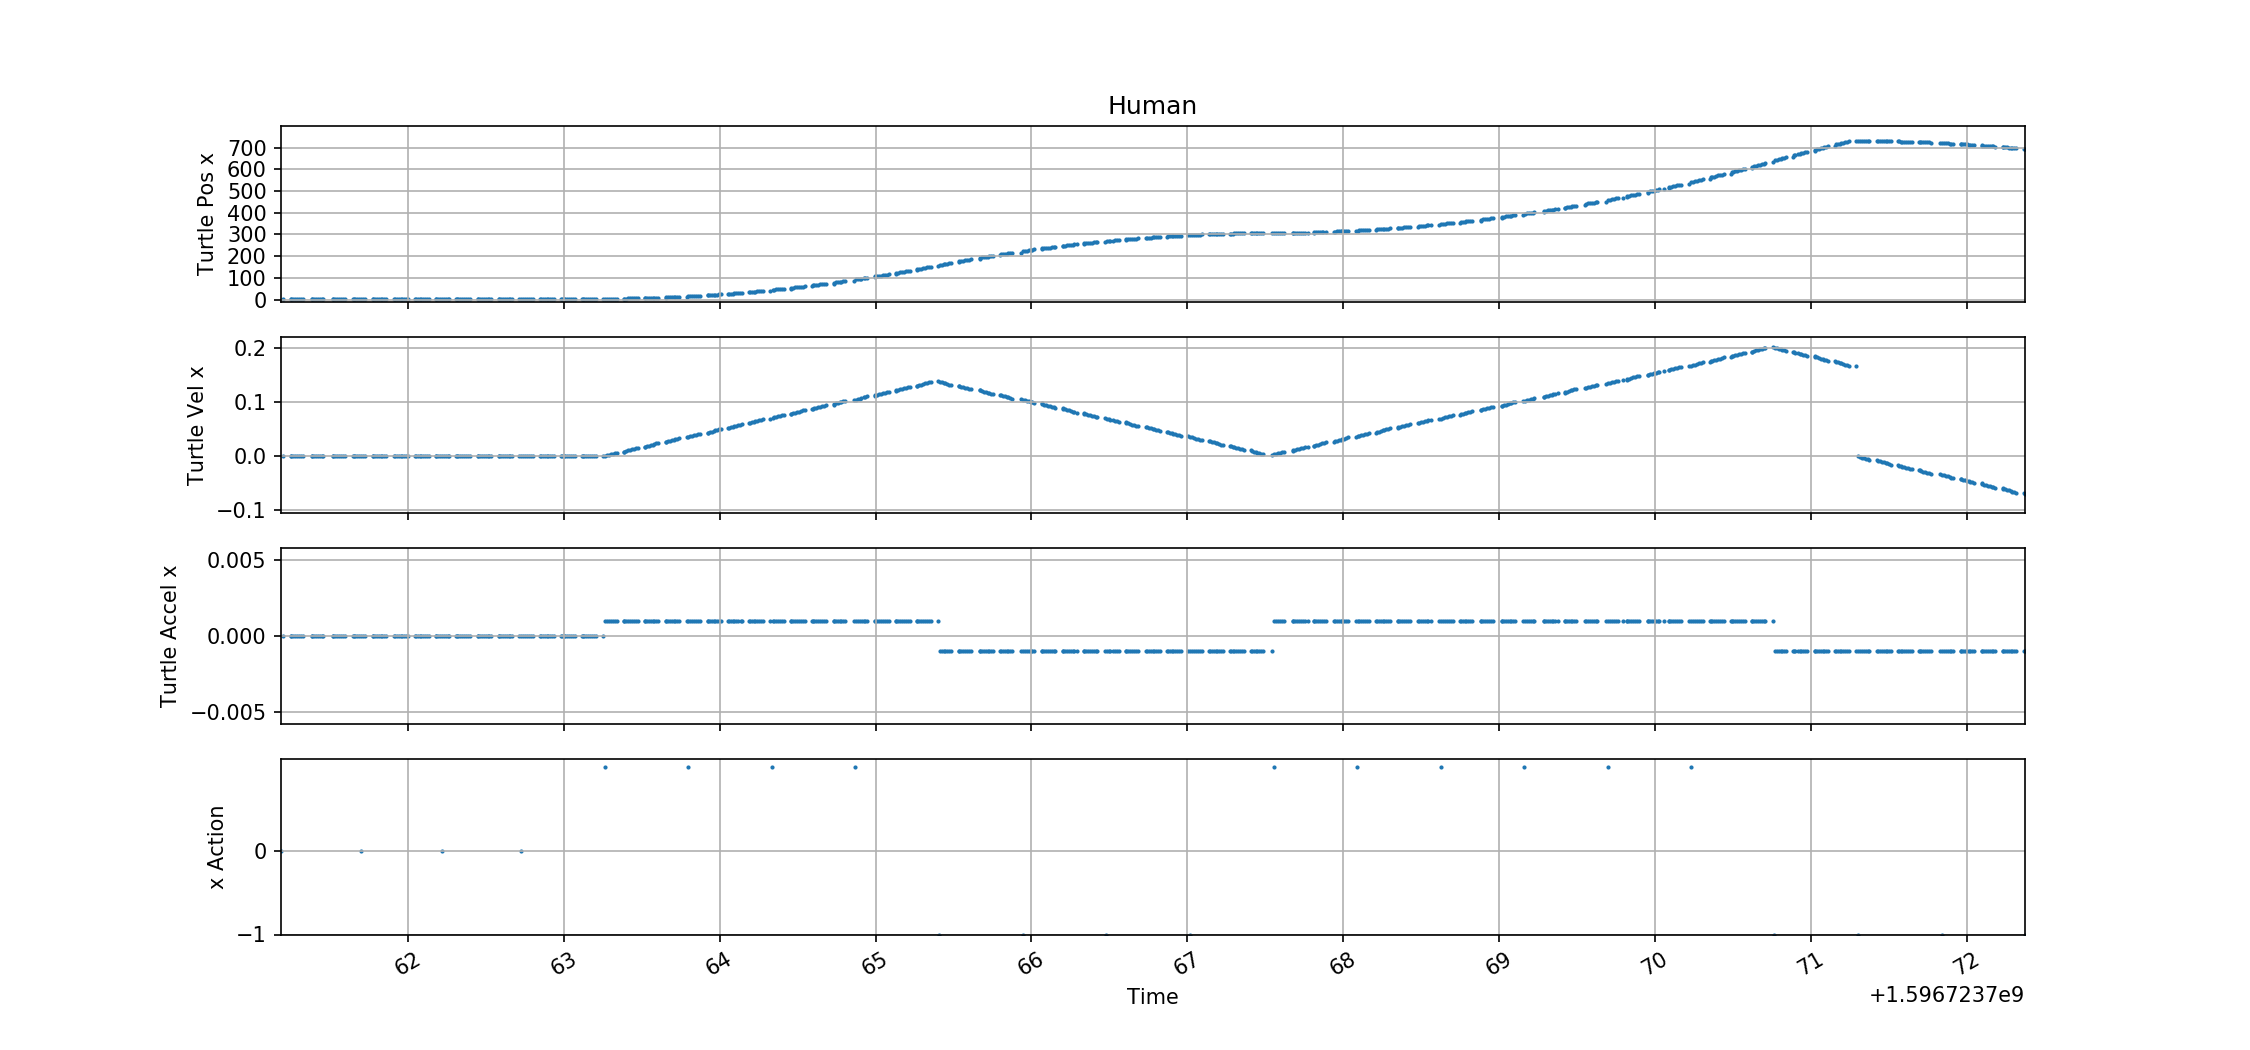 Human
Turtle Pos x
700
600
500
400
300
200
100
0
Turtle Vel x
0.2
0.1
0.0
−0.1
Turtle Accel x
0.005
0.000
−0.005
x Action
0
−1
62 63 64 65 66 67 68 69 70 71 72
Time
+1.5967237e9